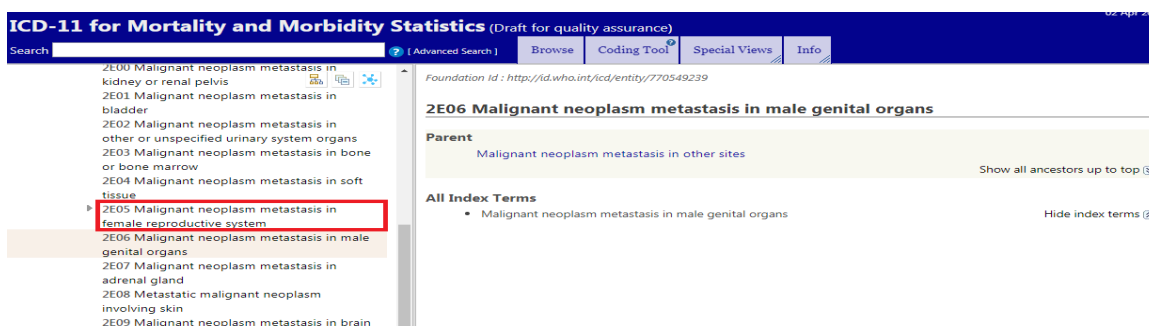 02 Apr 20
ICD-11 for Mortality and Morbidity Statistics (Draft for quality assurance)
Search ? [ Advanced Search ] Browse Coding Tool ? Special Views Info
2E00 Malignant neoplasm metastasis in
kidney or renal pelvis
2E01 Malignant neoplasm metastasis in
bladder
2E02 Malignant neoplasm metastasis in
other or unspecified urinary system organs
2E03 Malignant neoplasm metastasis in bone
or bone marrow
2E04 Malignant neoplasm metastasis in soft
tissue
2E05 Malignant neoplasm metastasis in
female reproductive system
2E06 Malignant neoplasm metastasis in male
genital organs
2E07 Malignant neoplasm metastasis in
adrenal gland
2E08 Metastatic malignant neoplasm
involving skin
2E09 Malignant neoplasm metastasis in brain
Foundation Id : http://id.who.int/icd/entity/770549239
2E06 Malignant neoplasm metastasis in male genital organs
Parent
Malignant neoplasm metastasis in other sites
Show all ancestors up to top
All Index Terms
• Malignant neoplasm metastasis in male genital organs
Hide index terms